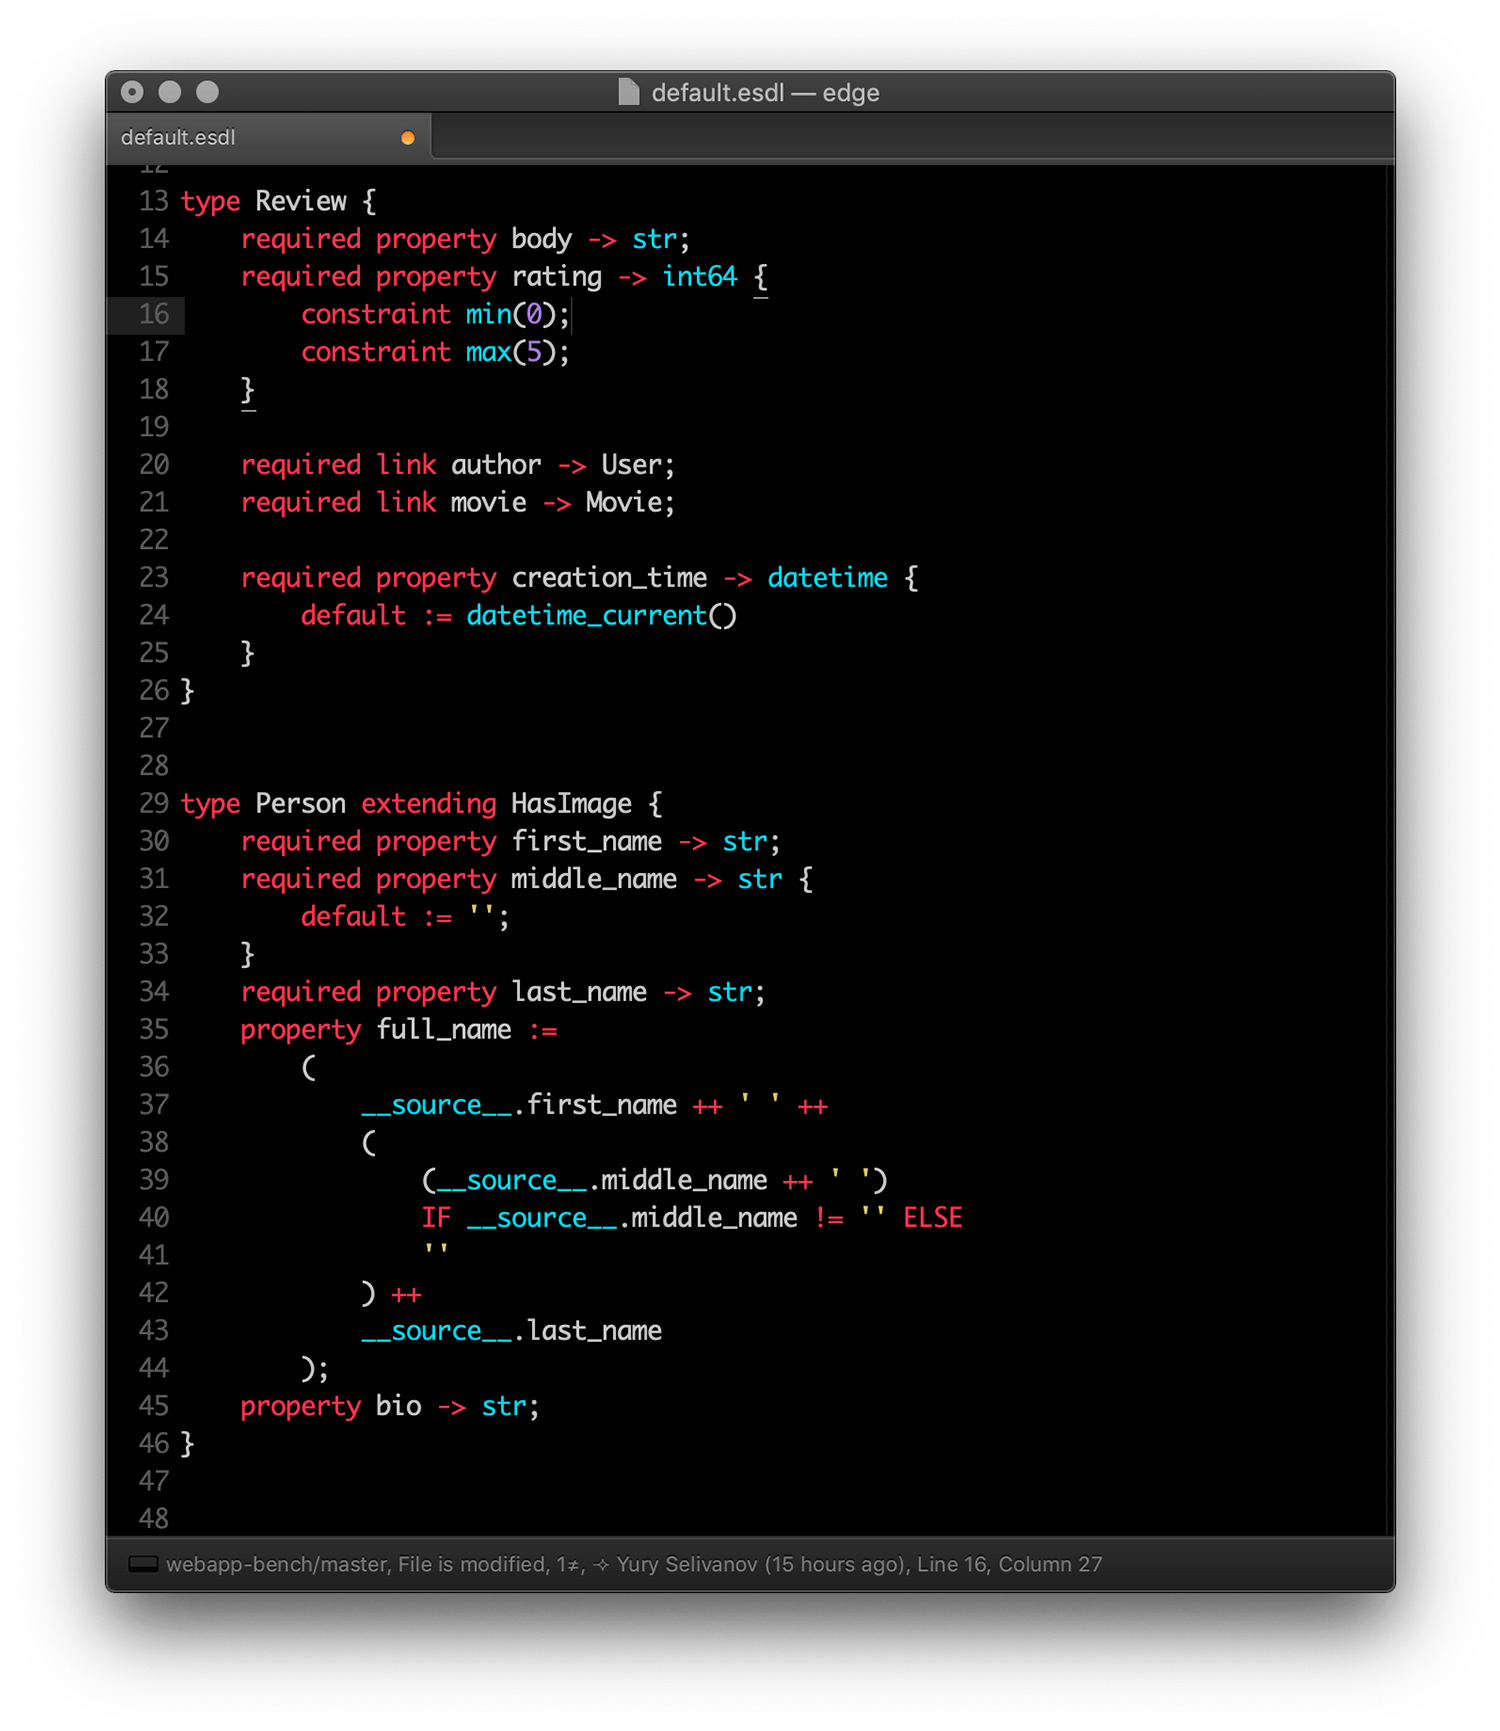 default.esdl — edge
default.esdl
12
13 type Review {
14     required property body -> str;
15     required property rating -> int64 {
16         constraint min(0);
17         constraint max(5);
18     }
19
20     required link author -> User;
21     required link movie -> Movie;
22
23     required property creation_time -> datetime {
24         default := datetime_current()
25     }
26 }
27
28
29 type Person extending HasImage {
30     required property first_name -> str;
31     required property middle_name -> str {
32         default := '';
33     }
34     required property last_name -> str;
35     property full_name :=
36         (
37             __source__.first_name ++ ' ' ++
38             (
39                 (__source__.middle_name ++ ' ')
40                 IF __source__.middle_name != '' ELSE
41                 ''
42             ) ++
43             __source__.last_name
44         );
45     property bio -> str;
46 }
47
48
webapp-bench/master, File is modified, 1≠, ✧ Yury Selivanov (15 hours ago), Line 16, Column 27